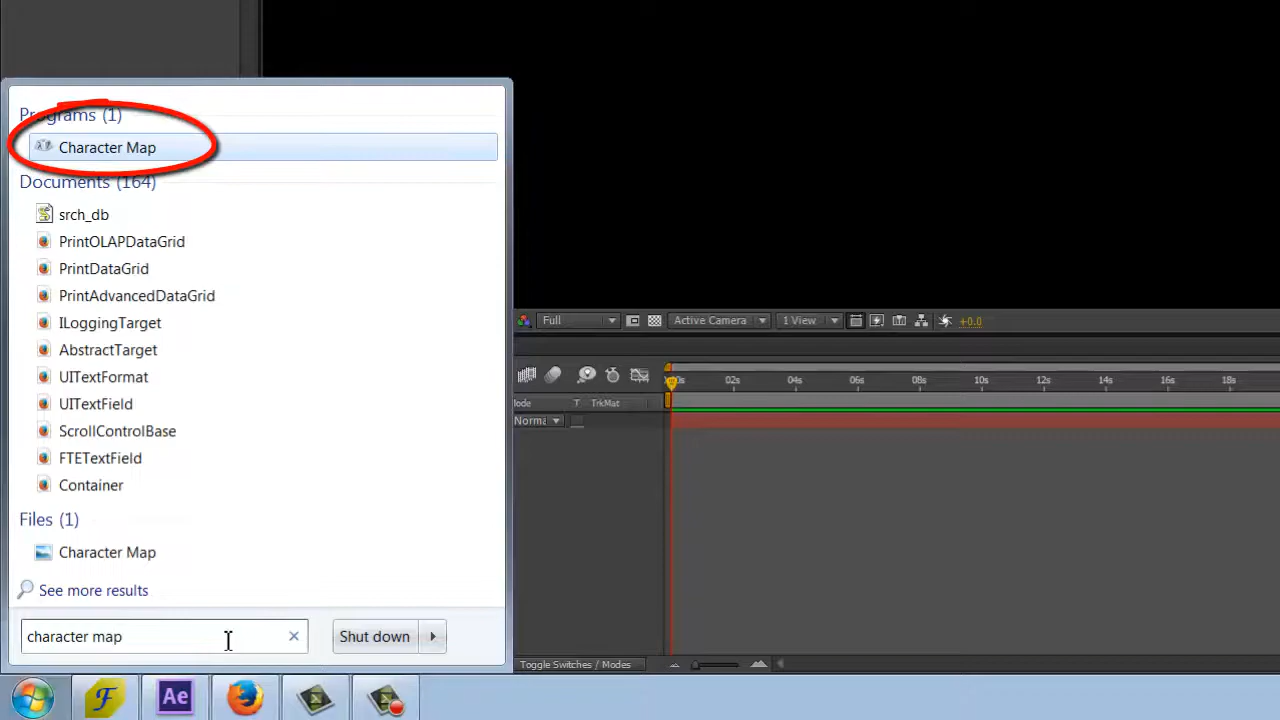 Programs (1)
Character Map
Documents (164)
srch_db
PrintOLAPDataGrid
PrintDataGrid
PrintAdvancedDataGrid
ILoggingTarget
AbstractTarget
UITextFormat
UITextField
ScrollControlBase
FTETextField
Container
Files (1)
Character Map
See more results
character map
Shut down
Full
Active Camera
1 View
+0.0
02s
04s
06s
08s
10s
12s
14s
16s
18s
T TrkMat
Toggle Switches / Modes
F
Ae